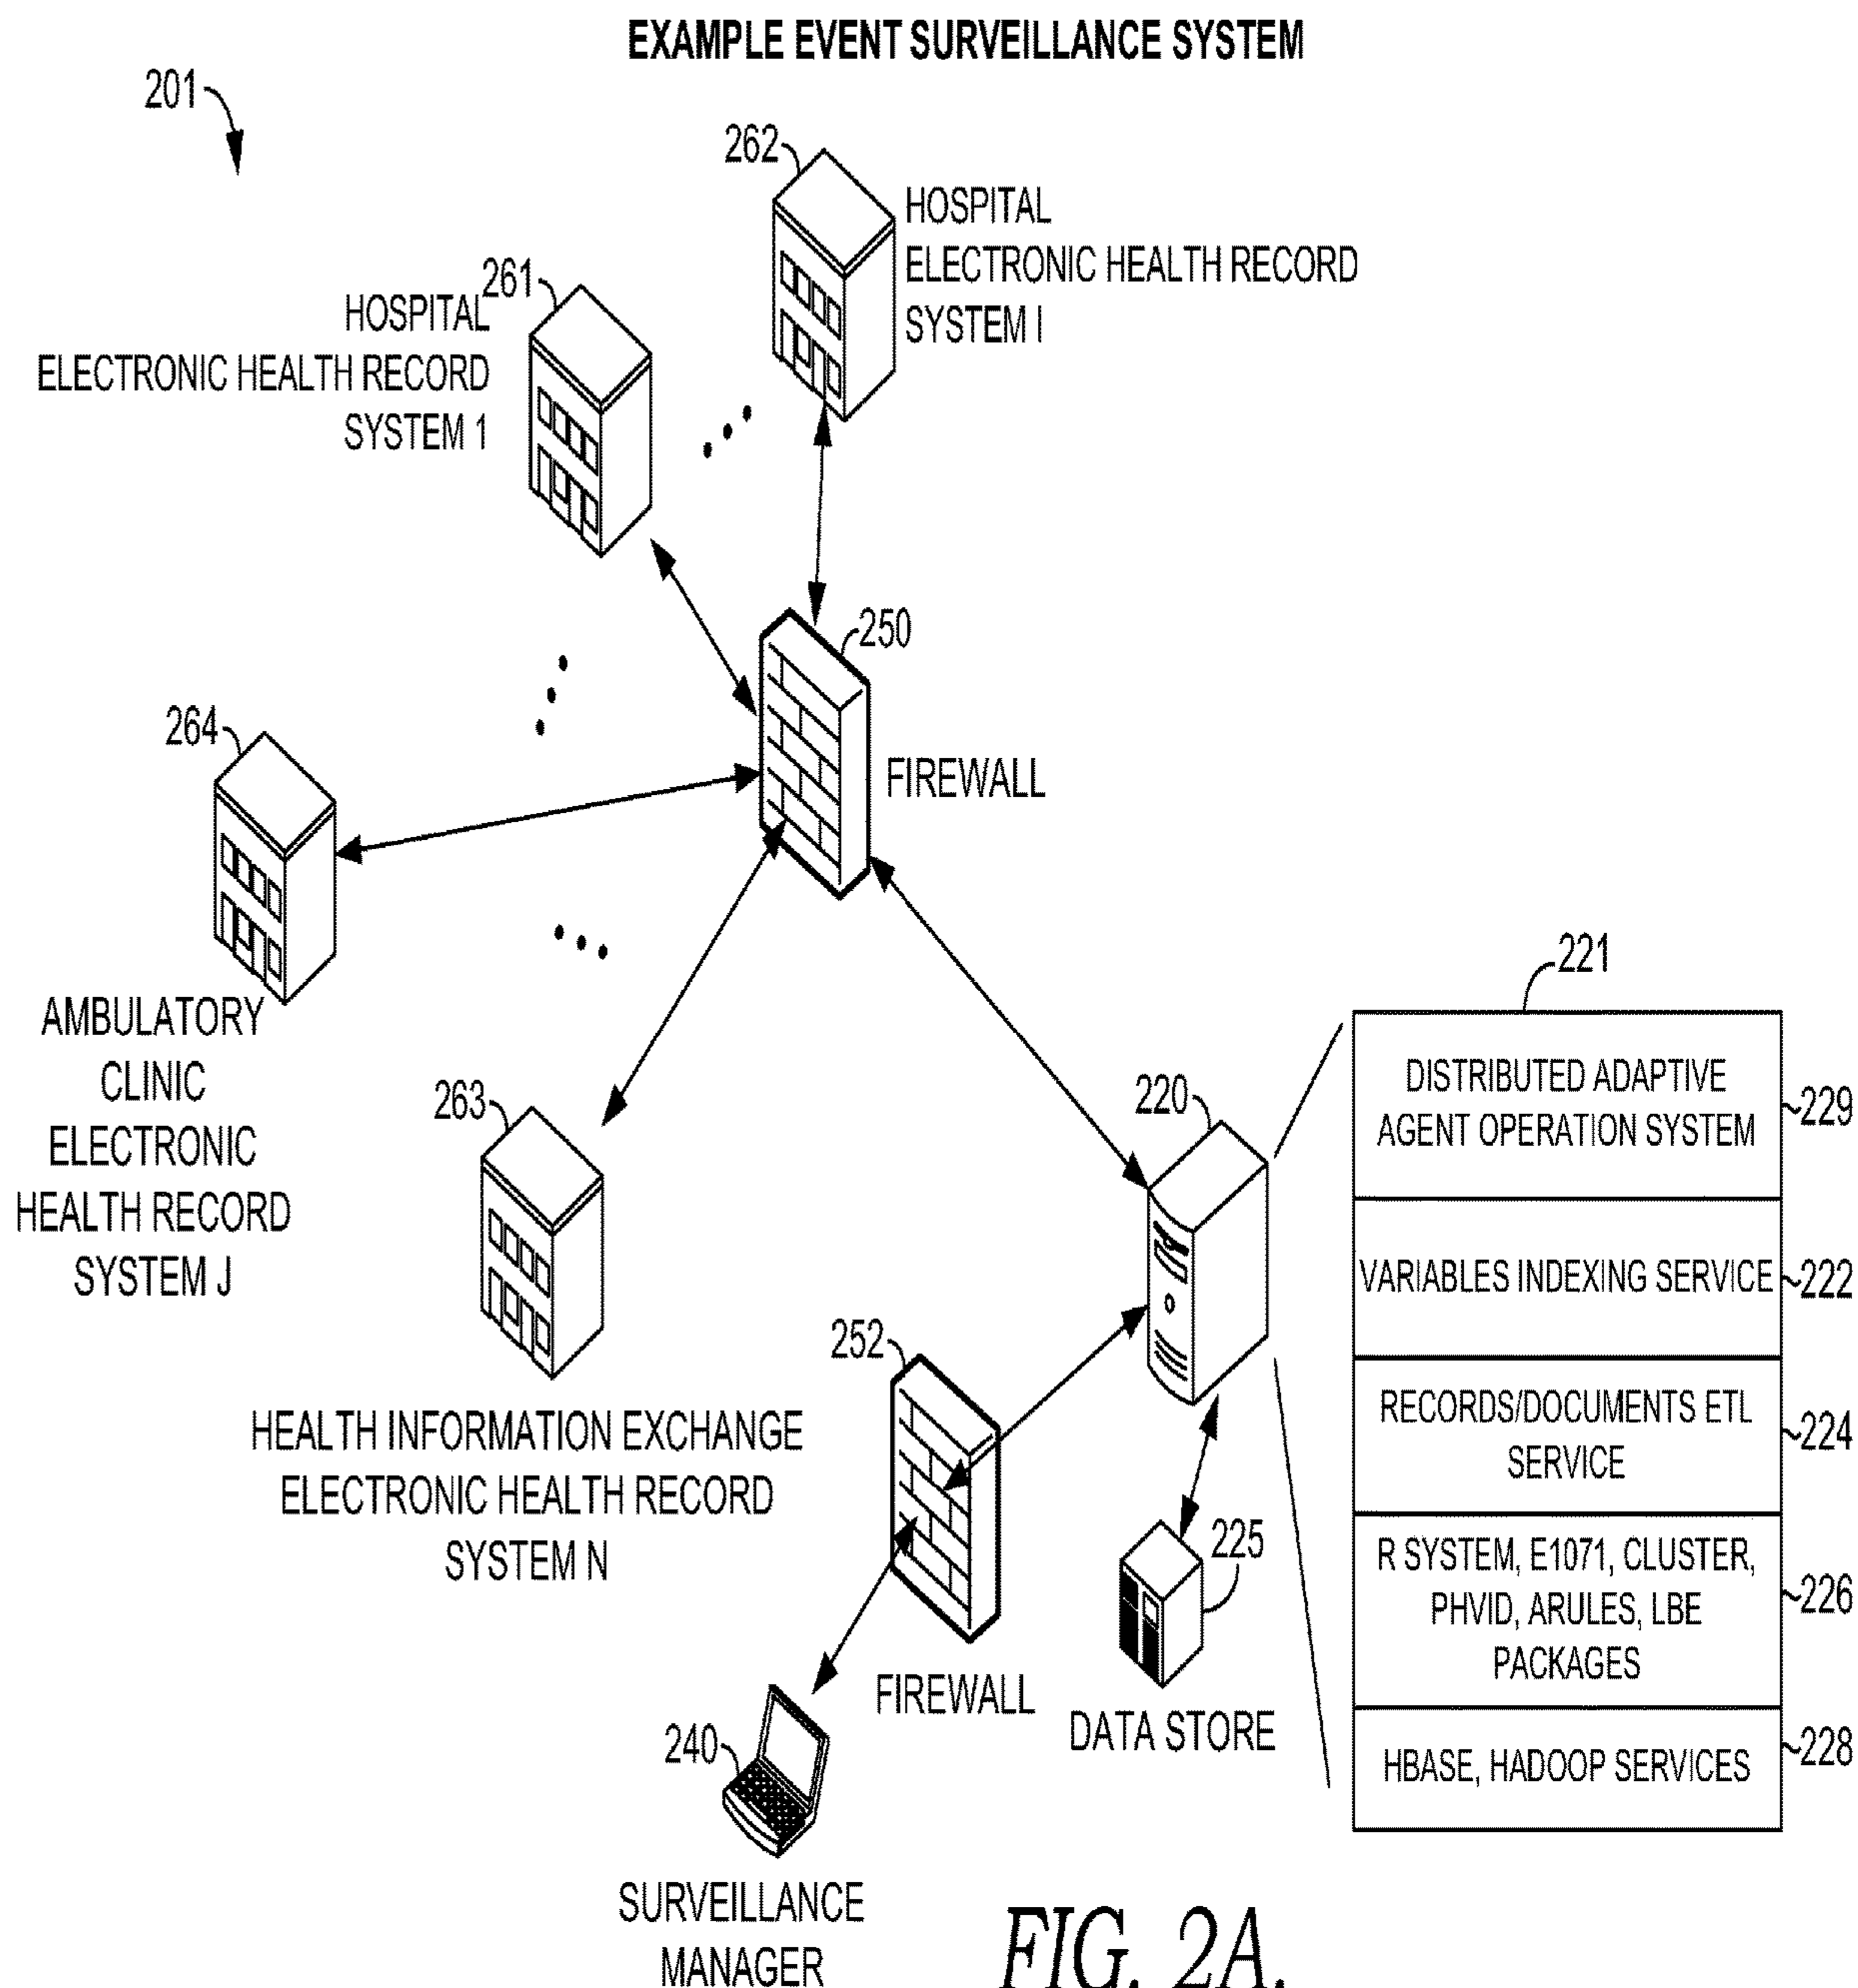 EXAMPLE EVENT SURVEILLANCE SYSTEM
201
262
HOSPITAL
ELECTRONIC HEALTH RECORD
SYSTEM I
261
HOSPITAL
ELECTRONIC HEALTH RECORD
SYSTEM 1
250
FIREWALL
264
AMBULATORY
CLINIC
ELECTRONIC
HEALTH RECORD
SYSTEM J
263
HEALTH INFORMATION EXCHANGE
ELECTRONIC HEALTH RECORD
SYSTEM N
220
221
DISTRIBUTED ADAPTIVE
AGENT OPERATION SYSTEM
229
VARIABLES INDEXING SERVICE
222
RECORDS/DOCUMENTS ETL
SERVICE
224
R SYSTEM, E1071, CLUSTER,
PHVID, ARULES, LBE
PACKAGES
226
HBASE, HADOOP SERVICES
228
252
FIREWALL
225
DATA STORE
240
SURVEILLANCE
MANAGER
FIG. 2A.